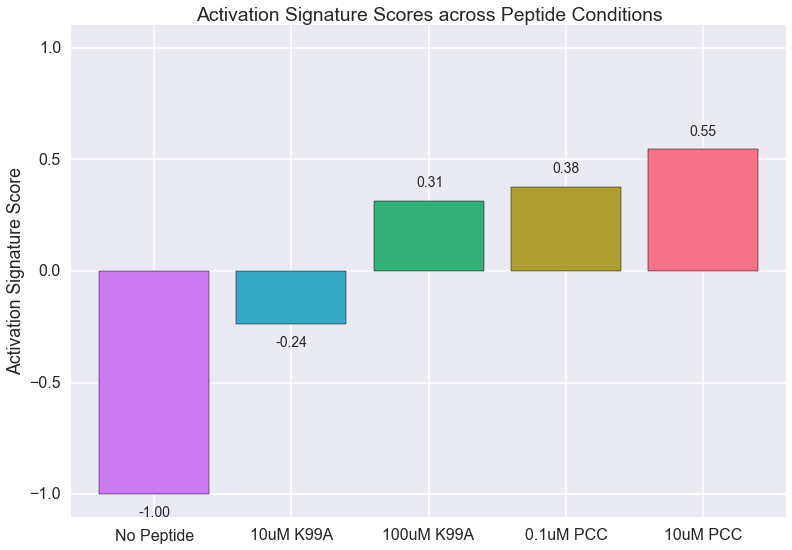 Activation Signature Scores across Peptide Conditions
Activation Signature Score
1.0
0.5
0.0
−0.5
−1.0
-1.00
-0.24
0.31
0.38
0.55
No Peptide
10uM K99A
100uM K99A
0.1uM PCC
10uM PCC